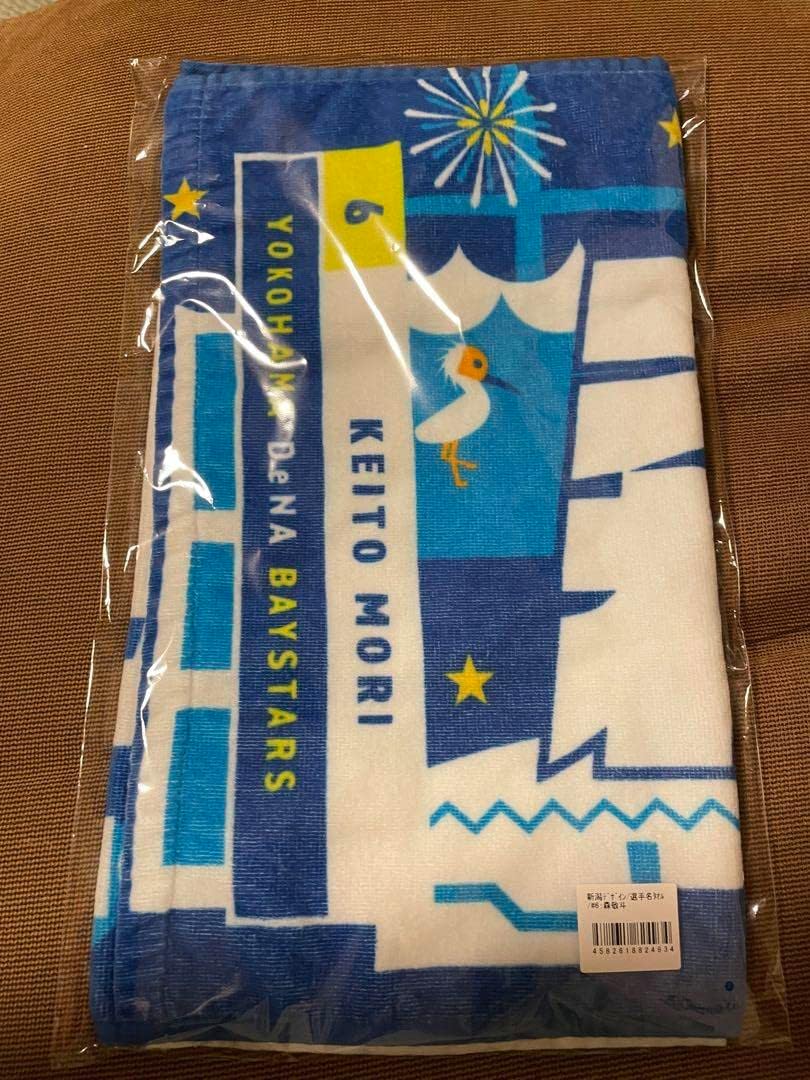 6
KEITO MORI
YOKOHAMA DeNA BAYSTARS
新潟ﾃﾞｻﾞｲﾝ/選手名ﾀｵﾙ
/#6:森敬斗
4582618824634